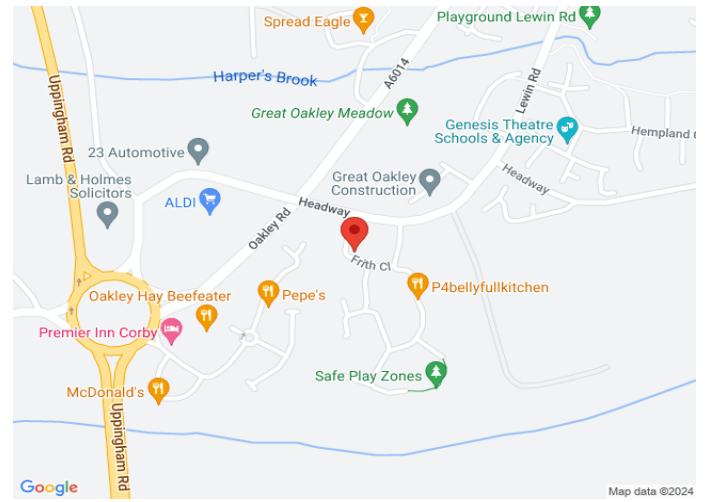 Spread Eagle
Playground Lewin Rd
Uppingham Rd
Harper's Brook
A6014
Lewin Rd
Great Oakley Meadow
Genesis Theatre
Schools & Agency
Hempland
23 Automotive
Lamb & Holmes
Solicitors
Great Oakley
Construction
Headway
ALDI
Headway
Oakley Rd
Frith Cl
Oakley Hay Beefeater
Pepe's
P4bellyfullkitchen
Premier Inn Corby
Safe Play Zones
McDonald's
Uppingham Rd
Google
Map data ©2024